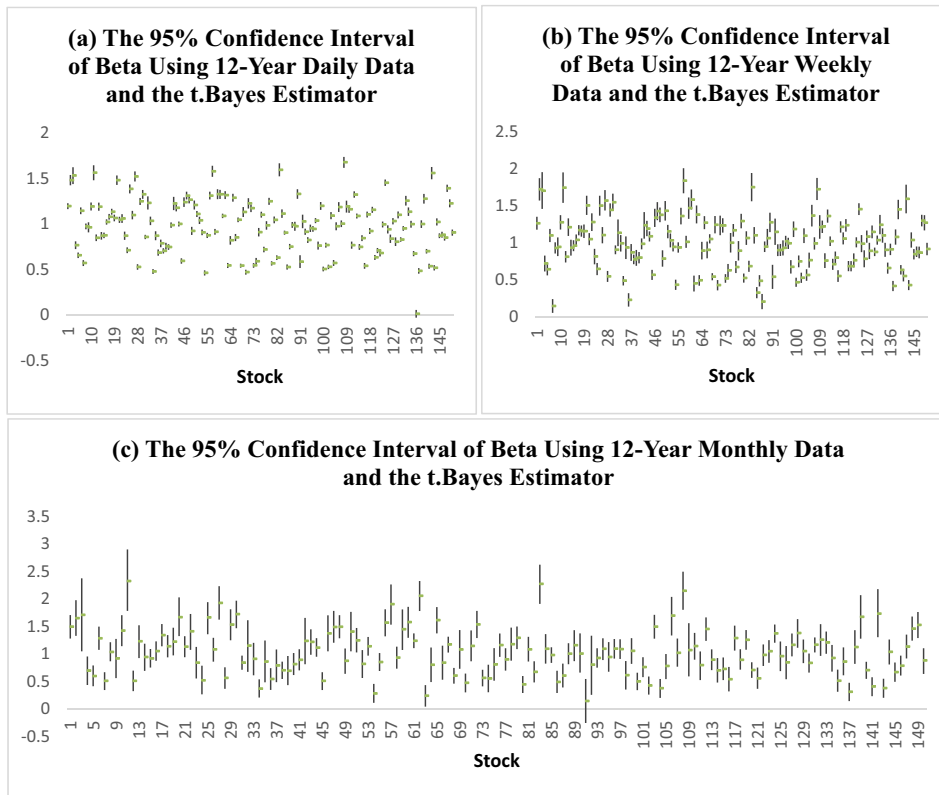 (a) The 95% Confidence Interval
of Beta Using 12-Year Daily Data
and the t.Bayes Estimator
2
1.5
1
0.5
0
-0.5
1 10 19 28 37 46 55 64 73 82 91 100 109 118 127 136 145
Stock
(b) The 95% Confidence Interval
of Beta Using 12-Year Weekly
Data and the t.Bayes Estimator
2.5
2
1.5
1
0.5
0
1 10 19 28 37 46 55 64 73 82 91 100 109 118 127 136 145
Stock
(c) The 95% Confidence Interval of Beta Using 12-Year Monthly Data
and the t.Bayes Estimator
3.5
3
2.5
2
1.5
1
0.5
0
-0.5
1 5 9 13 17 21 25 29 33 37 41 45 49 53 57 61 65 69 73 77 81 85 89 93 97 101 105 109 113 117 121 125 129 133 137 141 145 149
Stock